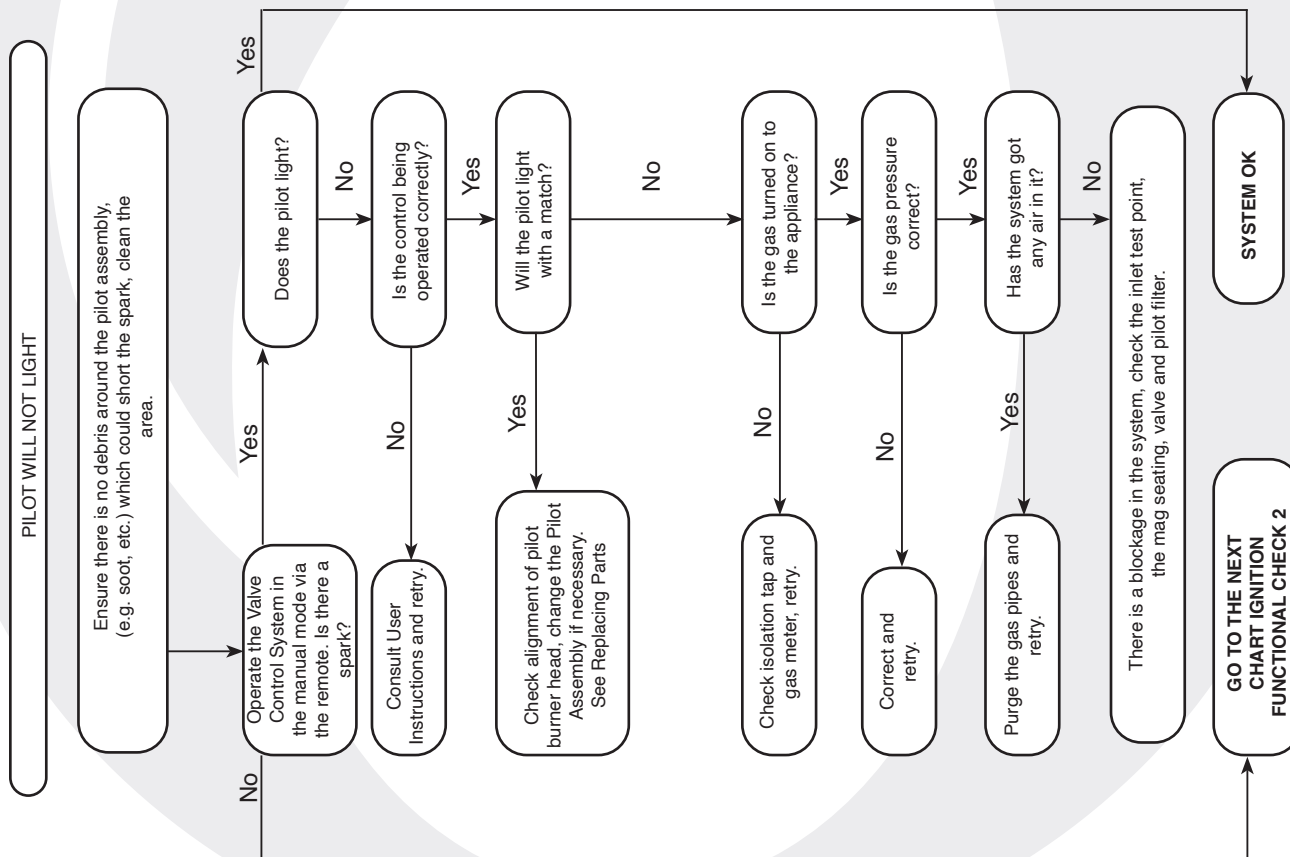 PILOT WILL NOT LIGHT
Ensure there is no debris around the pilot assembly,
(e.g. soot, etc.) which could short the spark, clean the
area.
No
Operate the Valve
Control System in
the manual mode via
the remote. Is there a
spark?
Yes
Does the pilot light?
Yes
No
Is the control being
operated correctly?
No
Consult User
Instructions and retry.
Yes
Will the pilot light
with a match?
Yes
Check alignment of pilot
burner head, change the Pilot
Assembly if necessary.
See Replacing Parts
No
Is the gas turned on to
the appliance?
No
Check isolation tap and
gas meter, retry.
Yes
Is the gas pressure
correct?
No
Correct and
retry.
Yes
Has the system got
any air in it?
Yes
Purge the gas pipes and
retry.
No
There is a blockage in the system, check the inlet test point,
the mag seating, valve and pilot filter.
GO TO THE NEXT
CHART IGNITION
FUNCTIONAL CHECK 2
SYSTEM OK